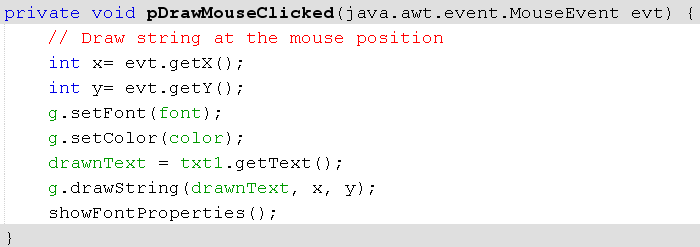 private void pDrawMouseClicked(java.awt.event.MouseEvent evt) {
// Draw string at the mouse position
int x= evt.getX();
int y= evt.getY();
g.setFont(font);
g.setColor(color);
drawnText = txt1.getText();
g.drawString(drawnText, x, y);
showFontProperties();
}